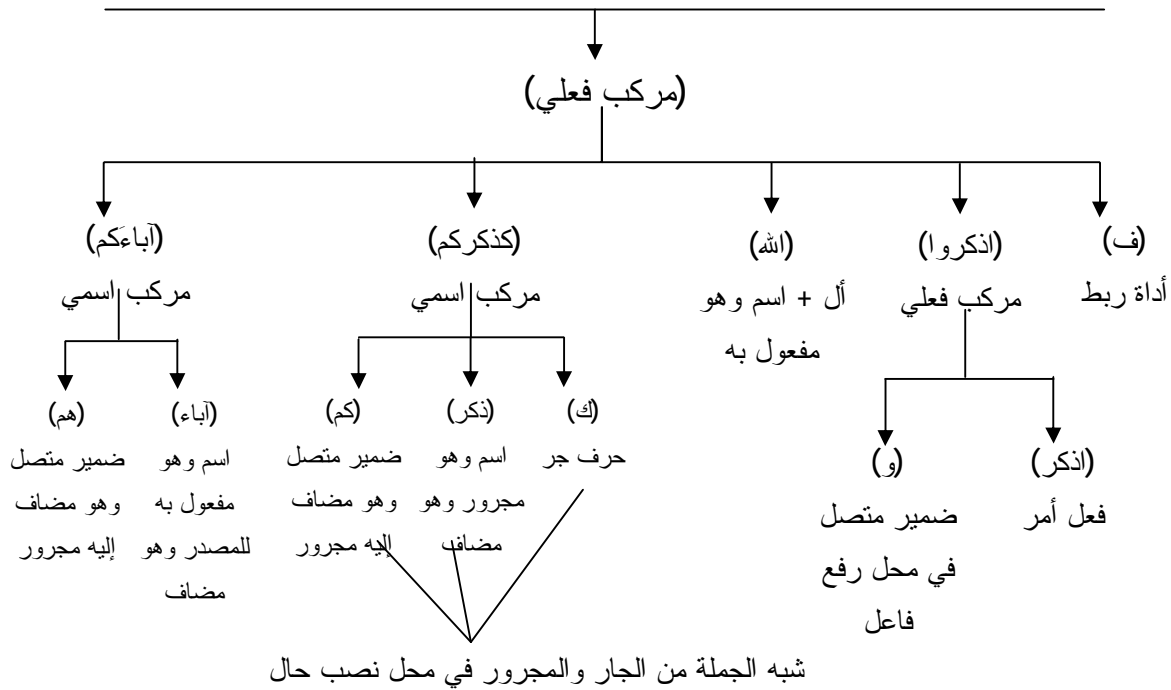 (مركب فعلي)
(ف)
أداة ربط
(اذكروا)
مركب فعلي
(الله)
أل + اسم وهو
مفعول به
(كذكركم)
مركب اسمي
(آباءَكم)
مركب اسمي
(اذكر)
فعل أمر
(و)
ضمير متصل
في محل رفع
فاعل
(ك)
حرف جر
(ذكر)
اسم وهو
مجرور وهو
مضاف
(كم)
ضمير متصل
وهو مضاف
إليه مجرور
(آباء)
اسم وهو
مفعول به
للمصدر وهو
مضاف
(هم)
ضمير متصل
وهو مضاف
إليه مجرور
شبه الجملة من الجار والمجرور في محل نصب حال